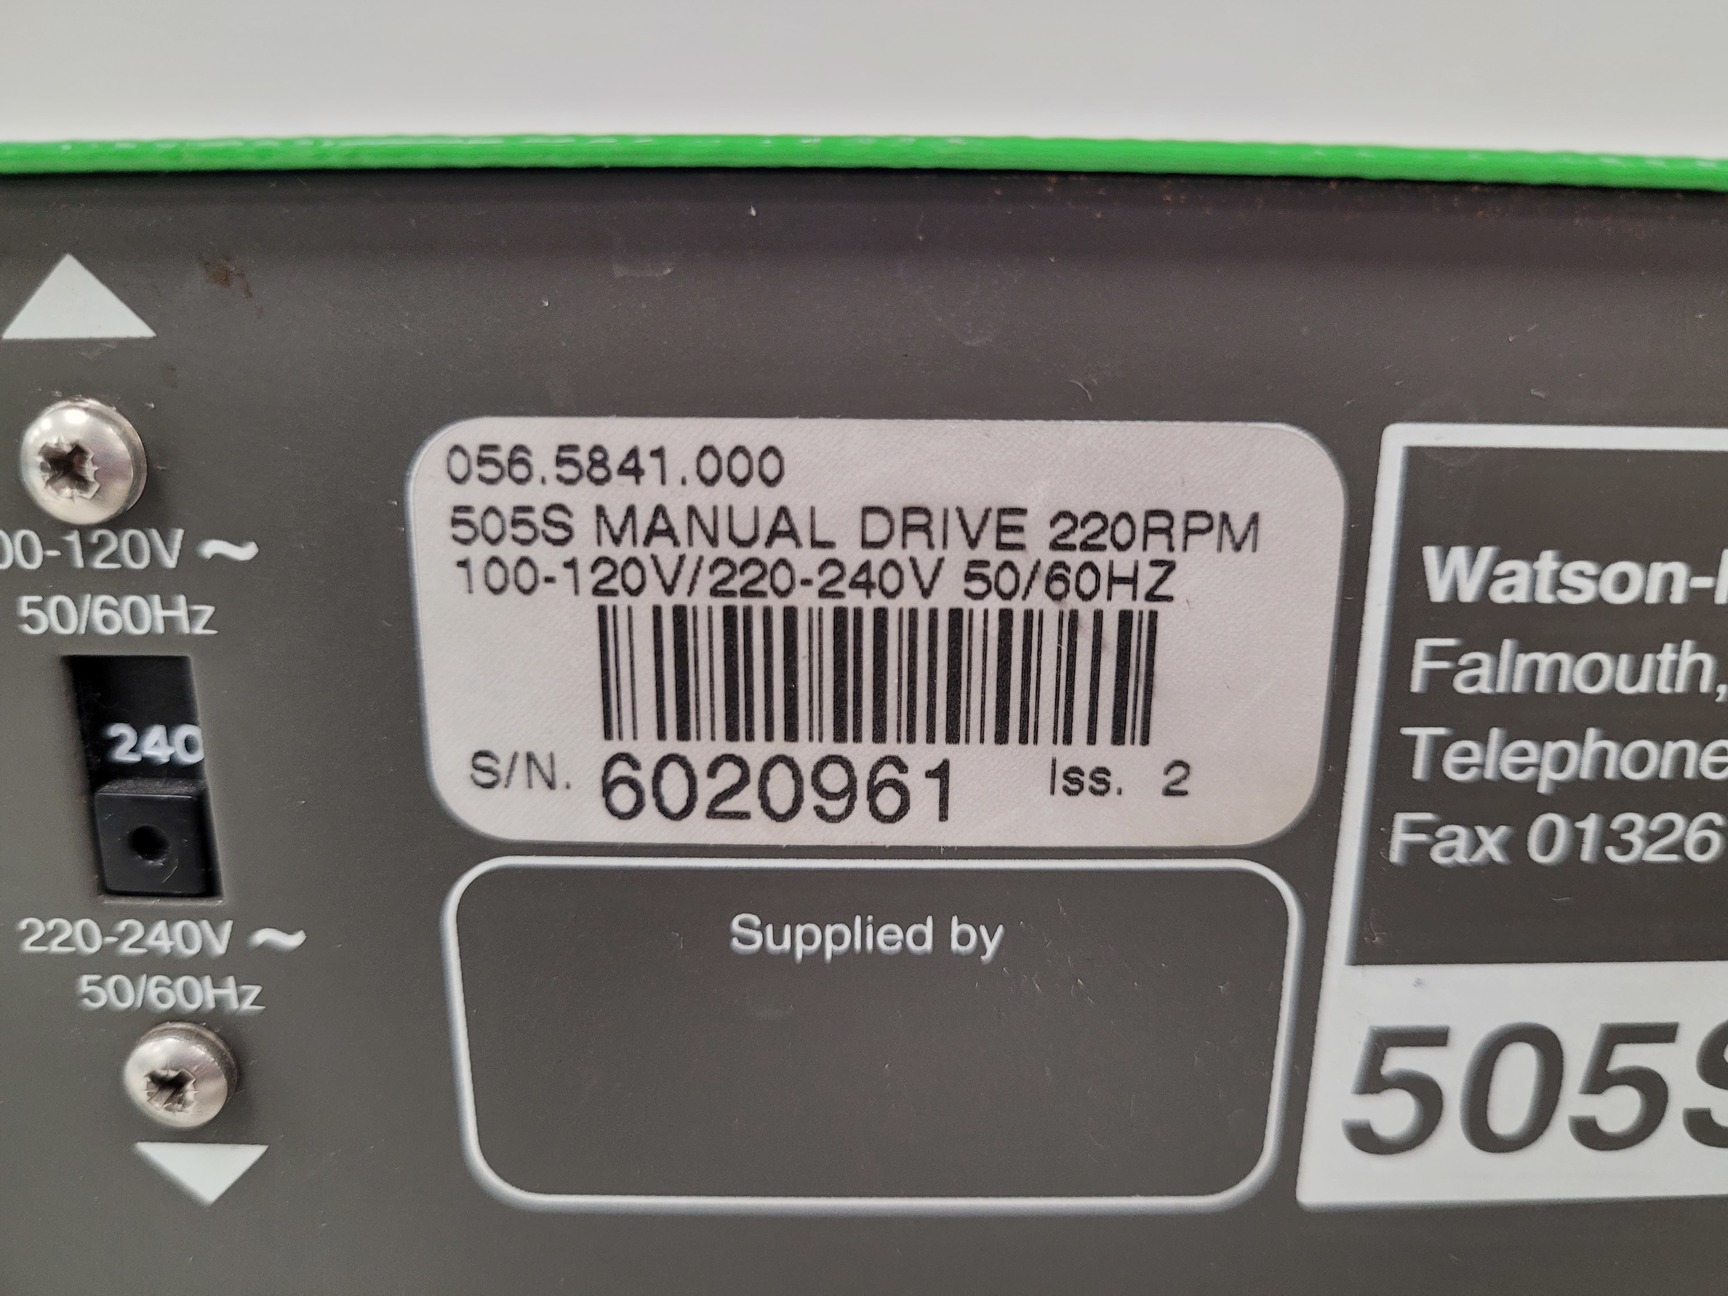 00-120V ~
50/60Hz
240
220-240V ~
50/60Hz
056.5841.000
505S MANUAL DRIVE 220RPM
100-120V/220-240V 50/60HZ
S/N. 6020961 Iss. 2
Supplied by
Watson-
Falmouth,
Telephone
Fax 01326
505S